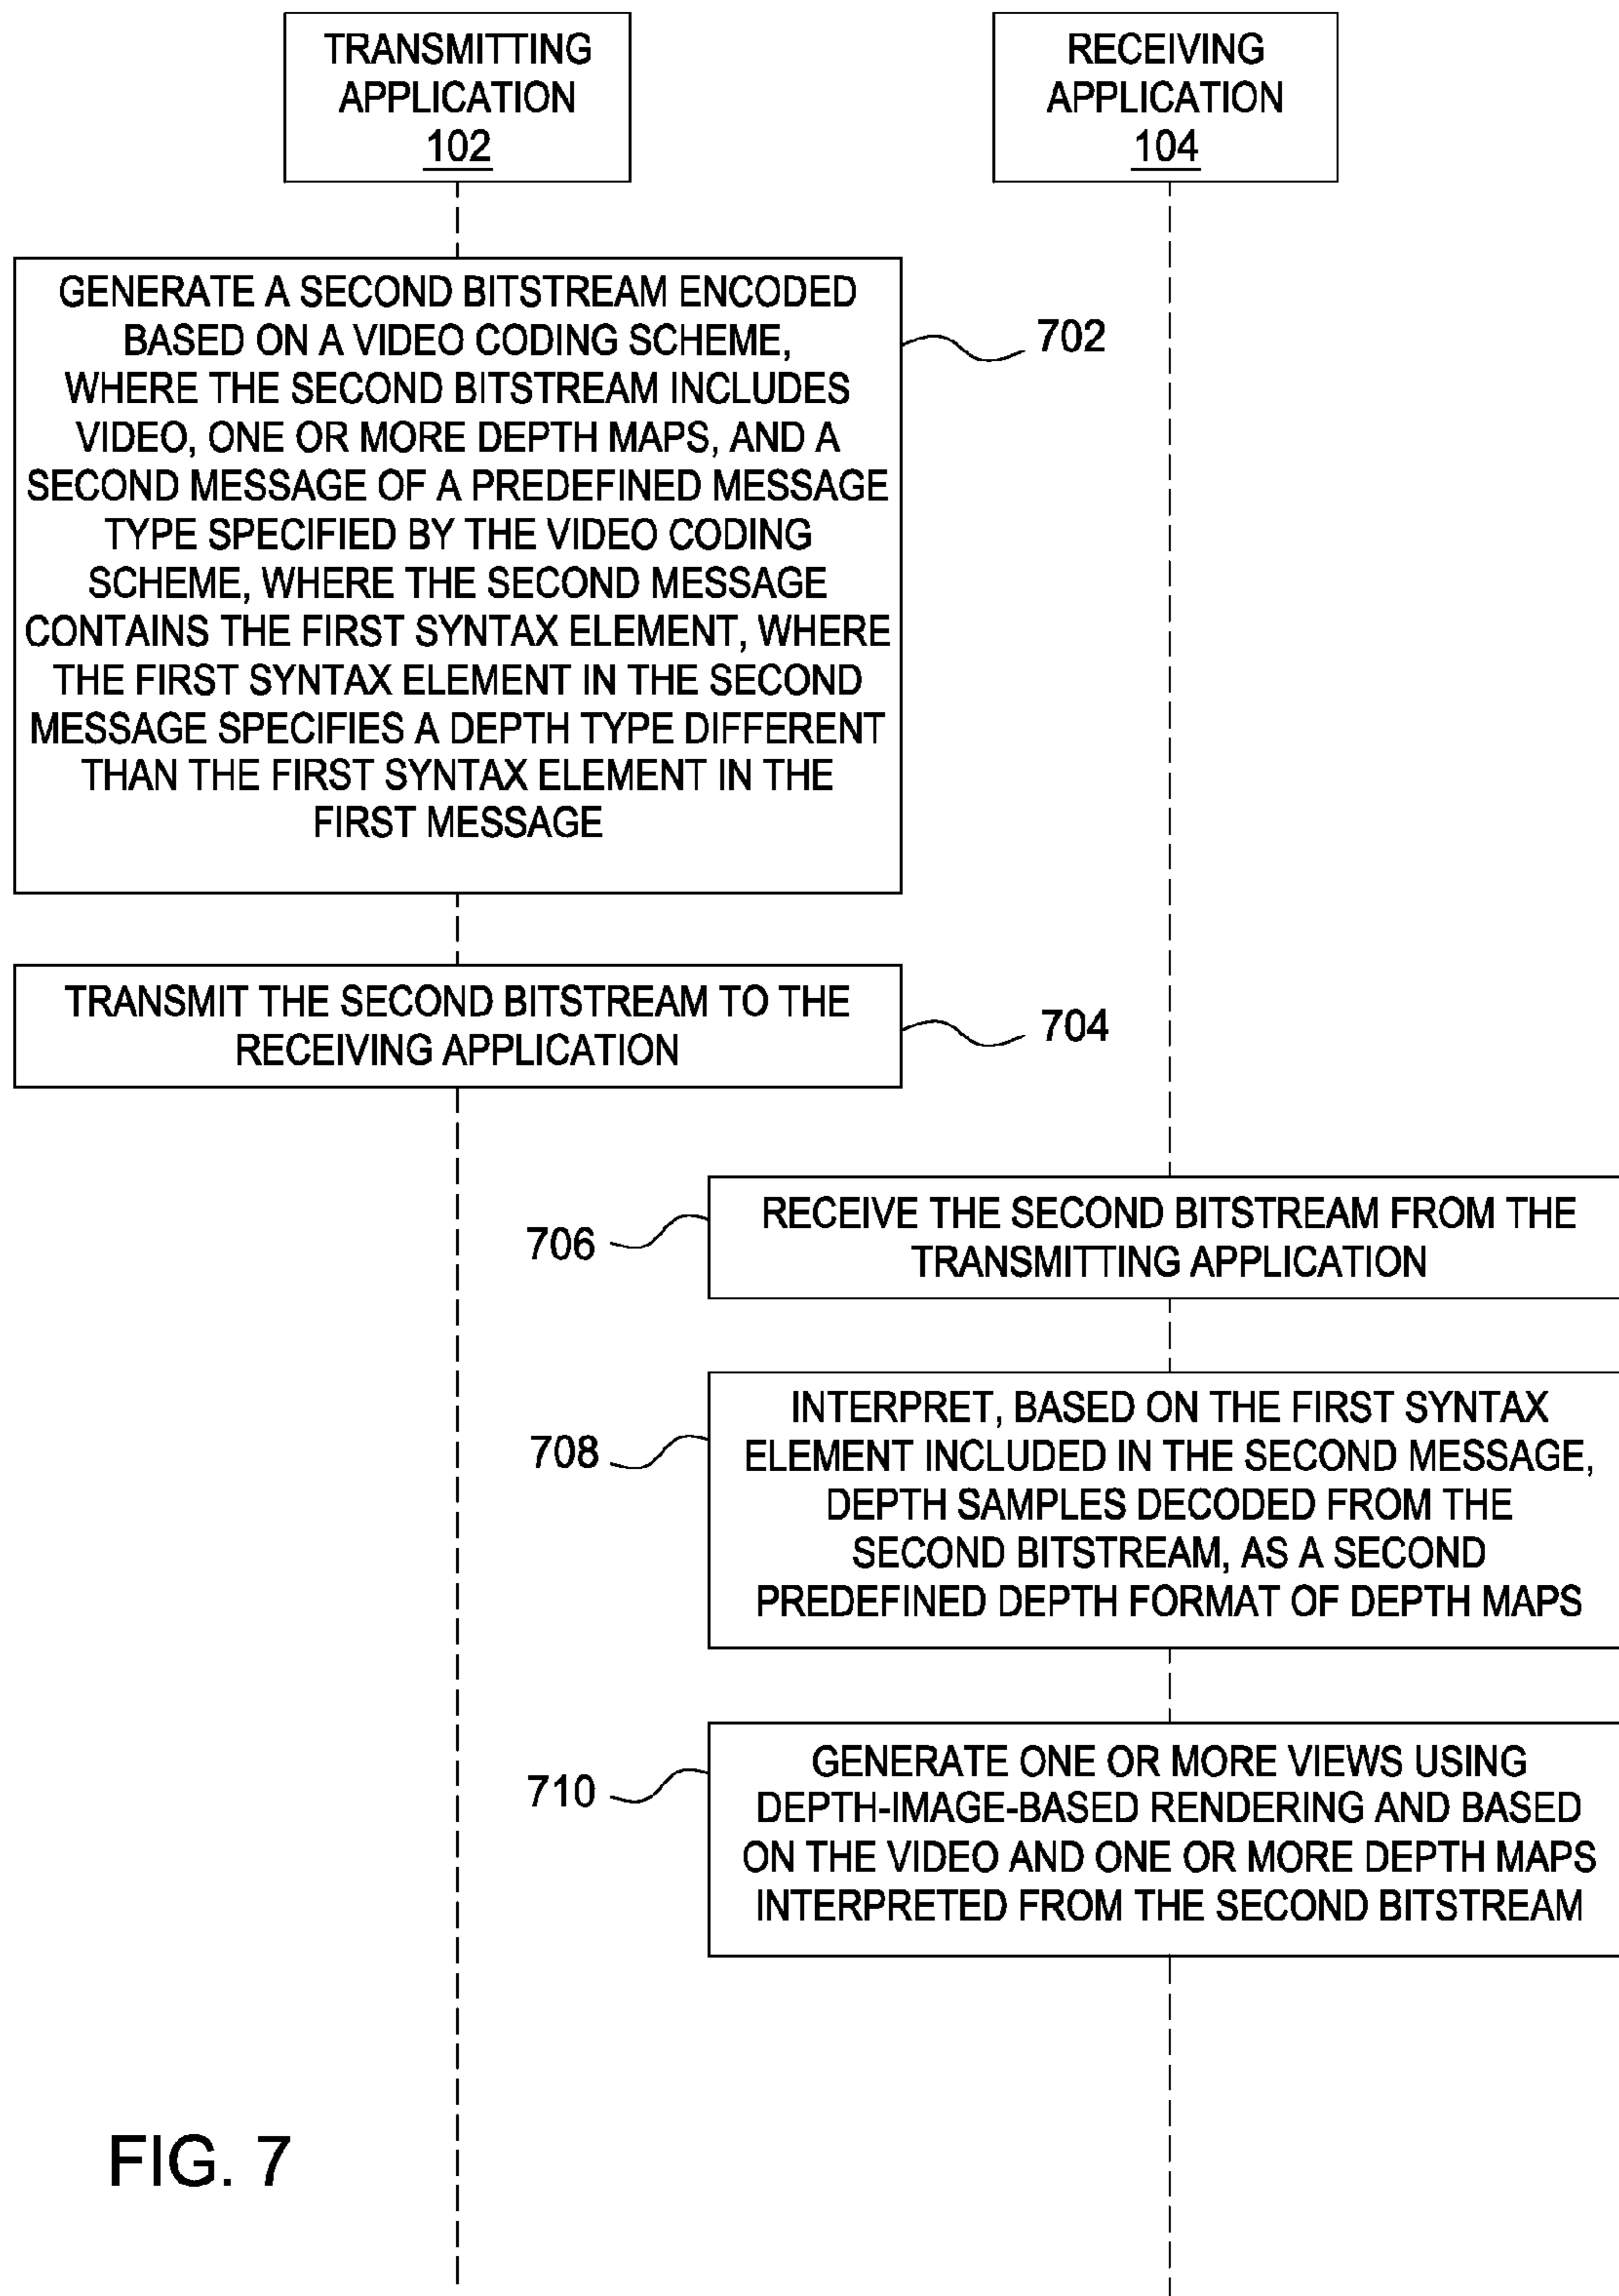 TRANSMITTING
APPLICATION
102
RECEIVING
APPLICATION
104
GENERATE A SECOND BITSTREAM ENCODED
BASED ON A VIDEO CODING SCHEME,
WHERE THE SECOND BITSTREAM INCLUDES
VIDEO, ONE OR MORE DEPTH MAPS, AND A
SECOND MESSAGE OF A PREDEFINED MESSAGE
TYPE SPECIFIED BY THE VIDEO CODING
SCHEME, WHERE THE SECOND MESSAGE
CONTAINS THE FIRST SYNTAX ELEMENT, WHERE
THE FIRST SYNTAX ELEMENT IN THE SECOND
MESSAGE SPECIFIES A DEPTH TYPE DIFFERENT
THAN THE FIRST SYNTAX ELEMENT IN THE
FIRST MESSAGE
702
TRANSMIT THE SECOND BITSTREAM TO THE
RECEIVING APPLICATION
704
706
RECEIVE THE SECOND BITSTREAM FROM THE
TRANSMITTING APPLICATION
708
INTERPRET, BASED ON THE FIRST SYNTAX
ELEMENT INCLUDED IN THE SECOND MESSAGE,
DEPTH SAMPLES DECODED FROM THE
SECOND BITSTREAM, AS A SECOND
PREDEFINED DEPTH FORMAT OF DEPTH MAPS
710
GENERATE ONE OR MORE VIEWS USING
DEPTH-IMAGE-BASED RENDERING AND BASED
ON THE VIDEO AND ONE OR MORE DEPTH MAPS
INTERPRETED FROM THE SECOND BITSTREAM
FIG. 7